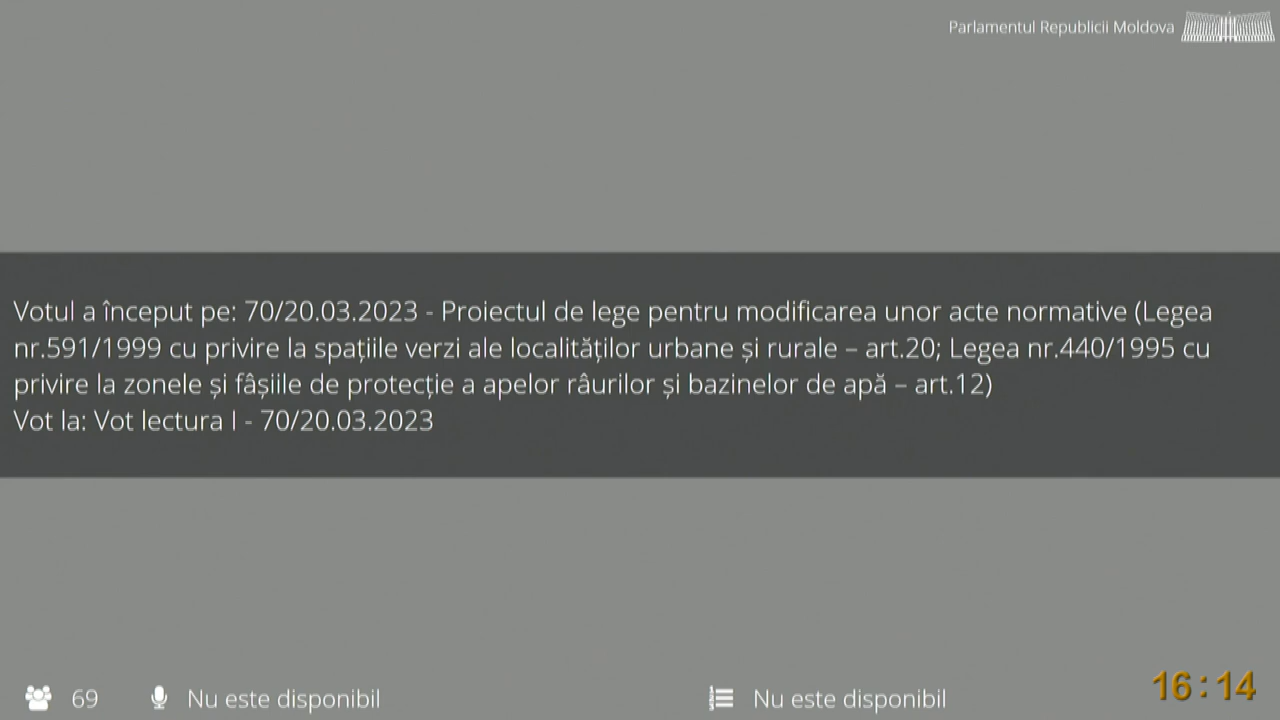 Parlamentul Republicii Moldova
Votul a început pe: 70/20.03.2023 - Proiectul de lege pentru modificarea unor acte normative (Legea
nr.591/1999 cu privire la spațiile verzi ale localităților urbane și rurale – art.20; Legea nr.440/1995 cu
privire la zonele și fâșiile de protecție a apelor râurilor și bazinelor de apă – art.12)
Vot la: Vot lectura I - 70/20.03.2023
69 Nu este disponibil Nu este disponibil 16:14